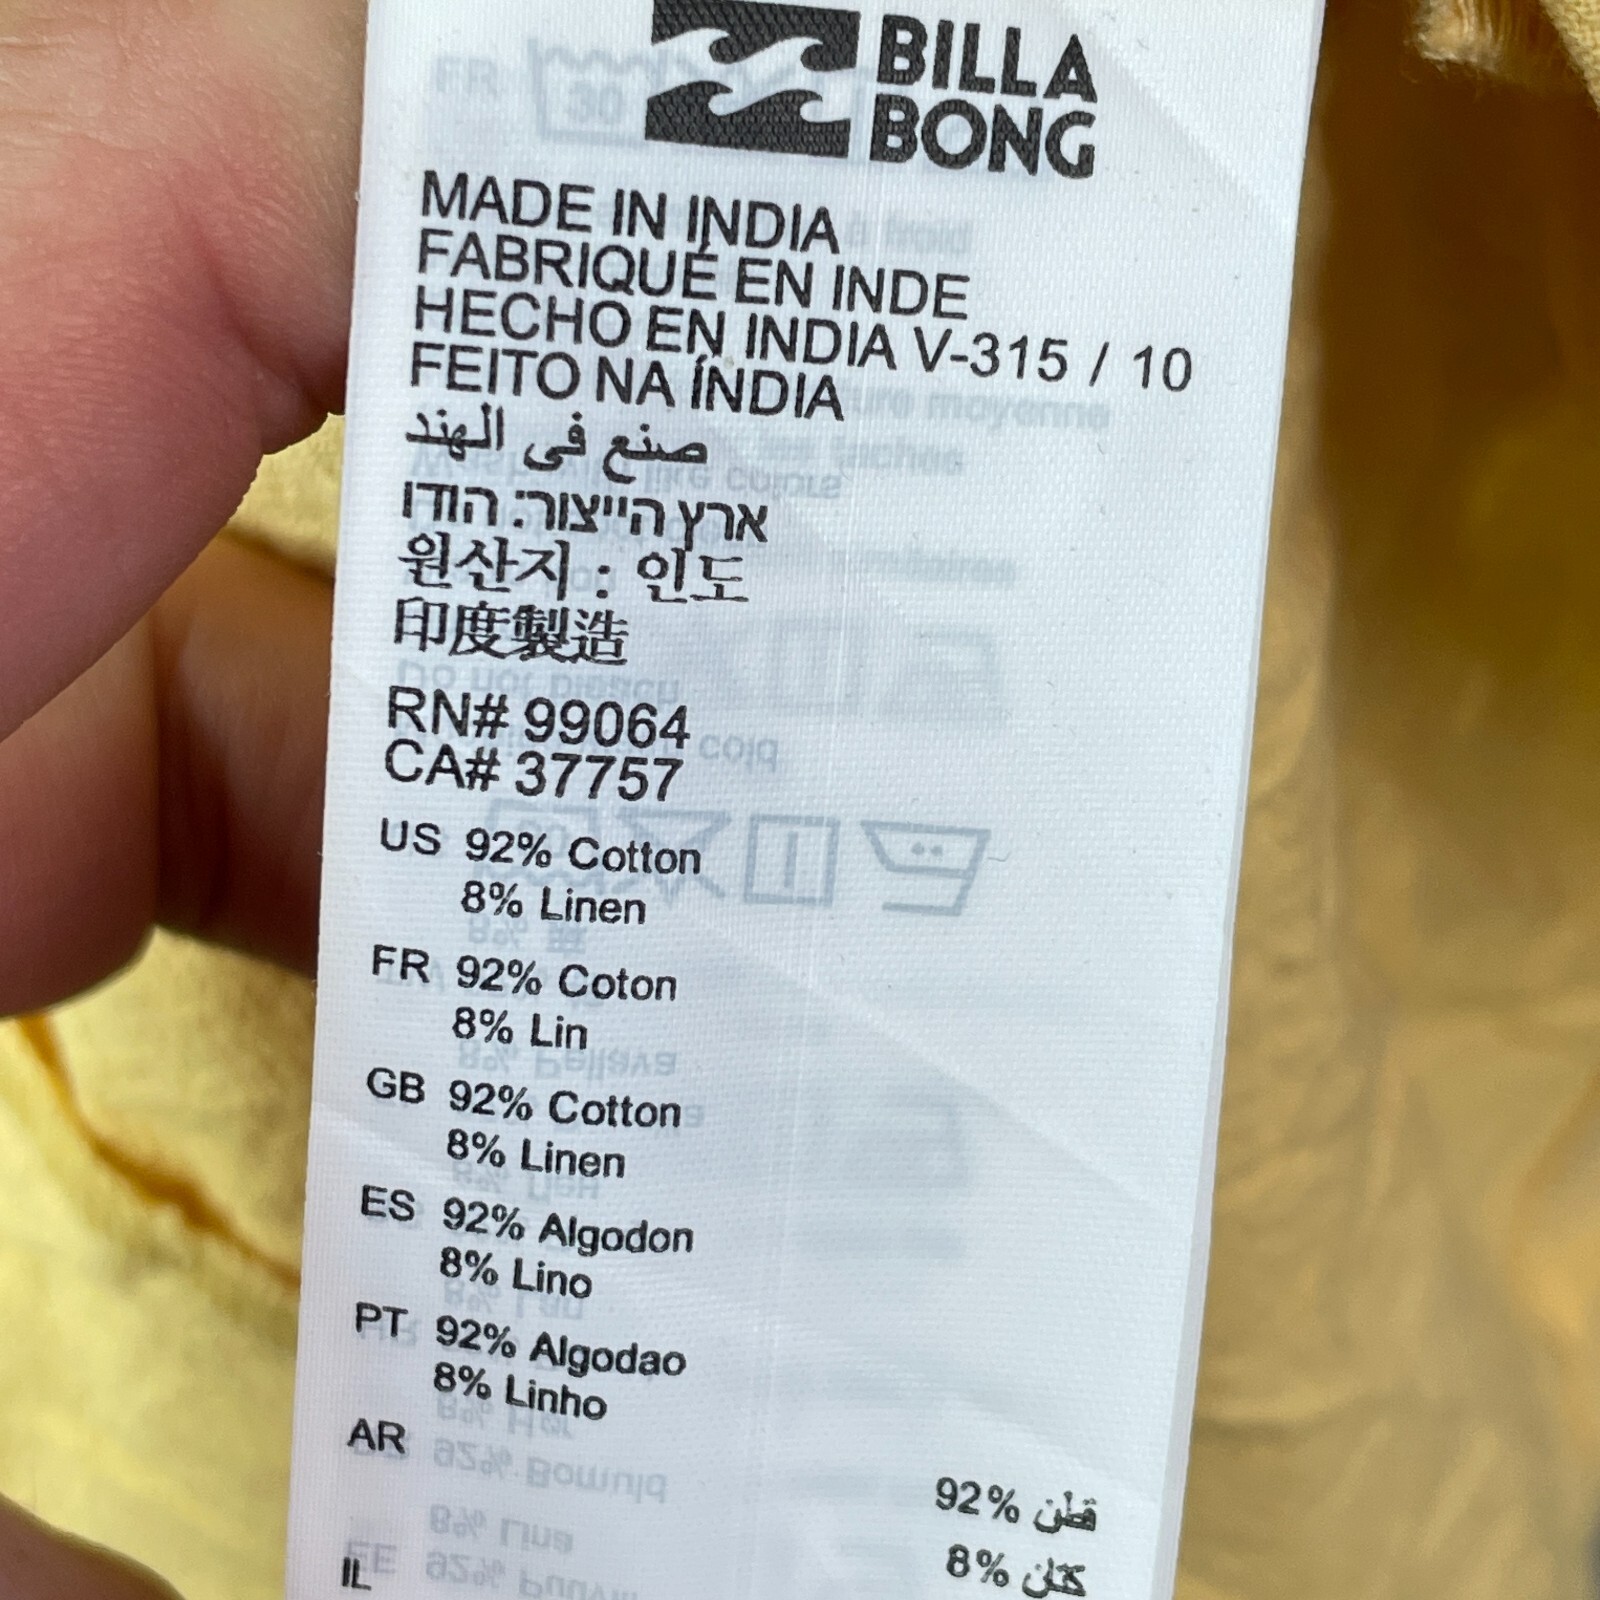 BILLA
BONG
MADE IN INDIA
FABRIQUÉ EN INDE
HECHO EN INDIA V-315 / 10
FEITO NA ÍNDIA
صنع فى الهند
ארץ הייצור: הודו
원산지 : 인도
印度製造
RN# 99064
CA# 37757
US 92% Cotton
8% Linen
FR 92% Coton
8% Lin
GB 92% Cotton
8% Linen
ES 92% Algodon
8% Lino
PT 92% Algodao
8% Linho
AR
92% قطن
8% كتان
IL